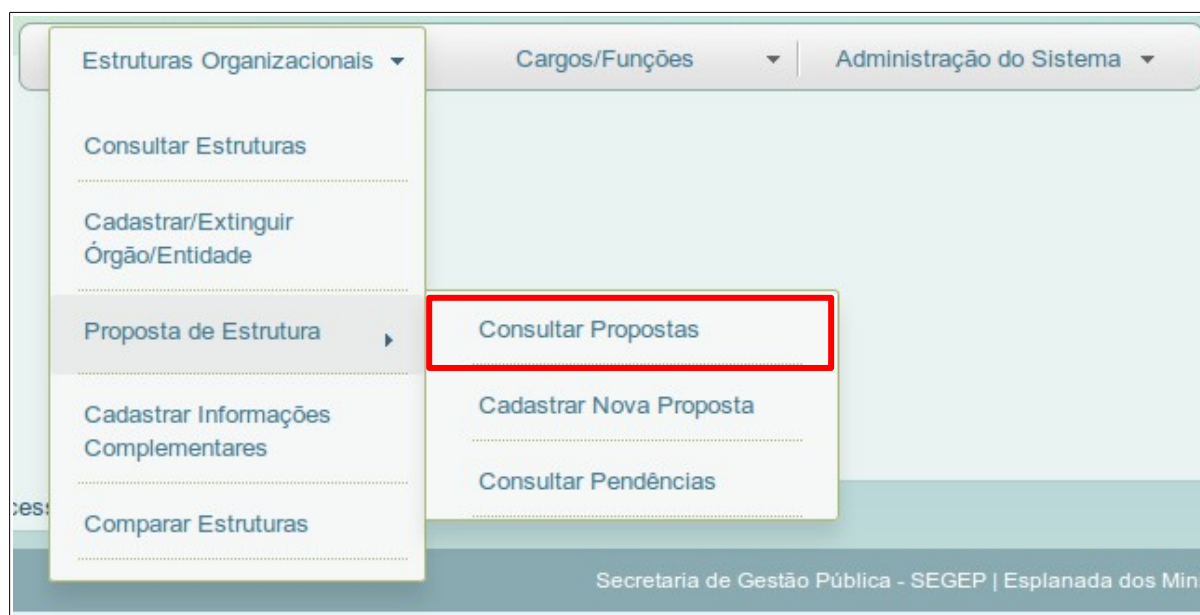 Estruturas Organizacionais
Cargos/Funções
Administração do Sistema
Consultar Estruturas
Cadastrar/Extinguir
Órgão/Entidade
Proposta de Estrutura
Consultar Propostas
Cadastrar Nova Proposta
Consultar Pendências
Cadastrar Informações
Complementares
Comparar Estruturas
Secretaria de Gestão Pública - SEGEP | Esplanada dos Min